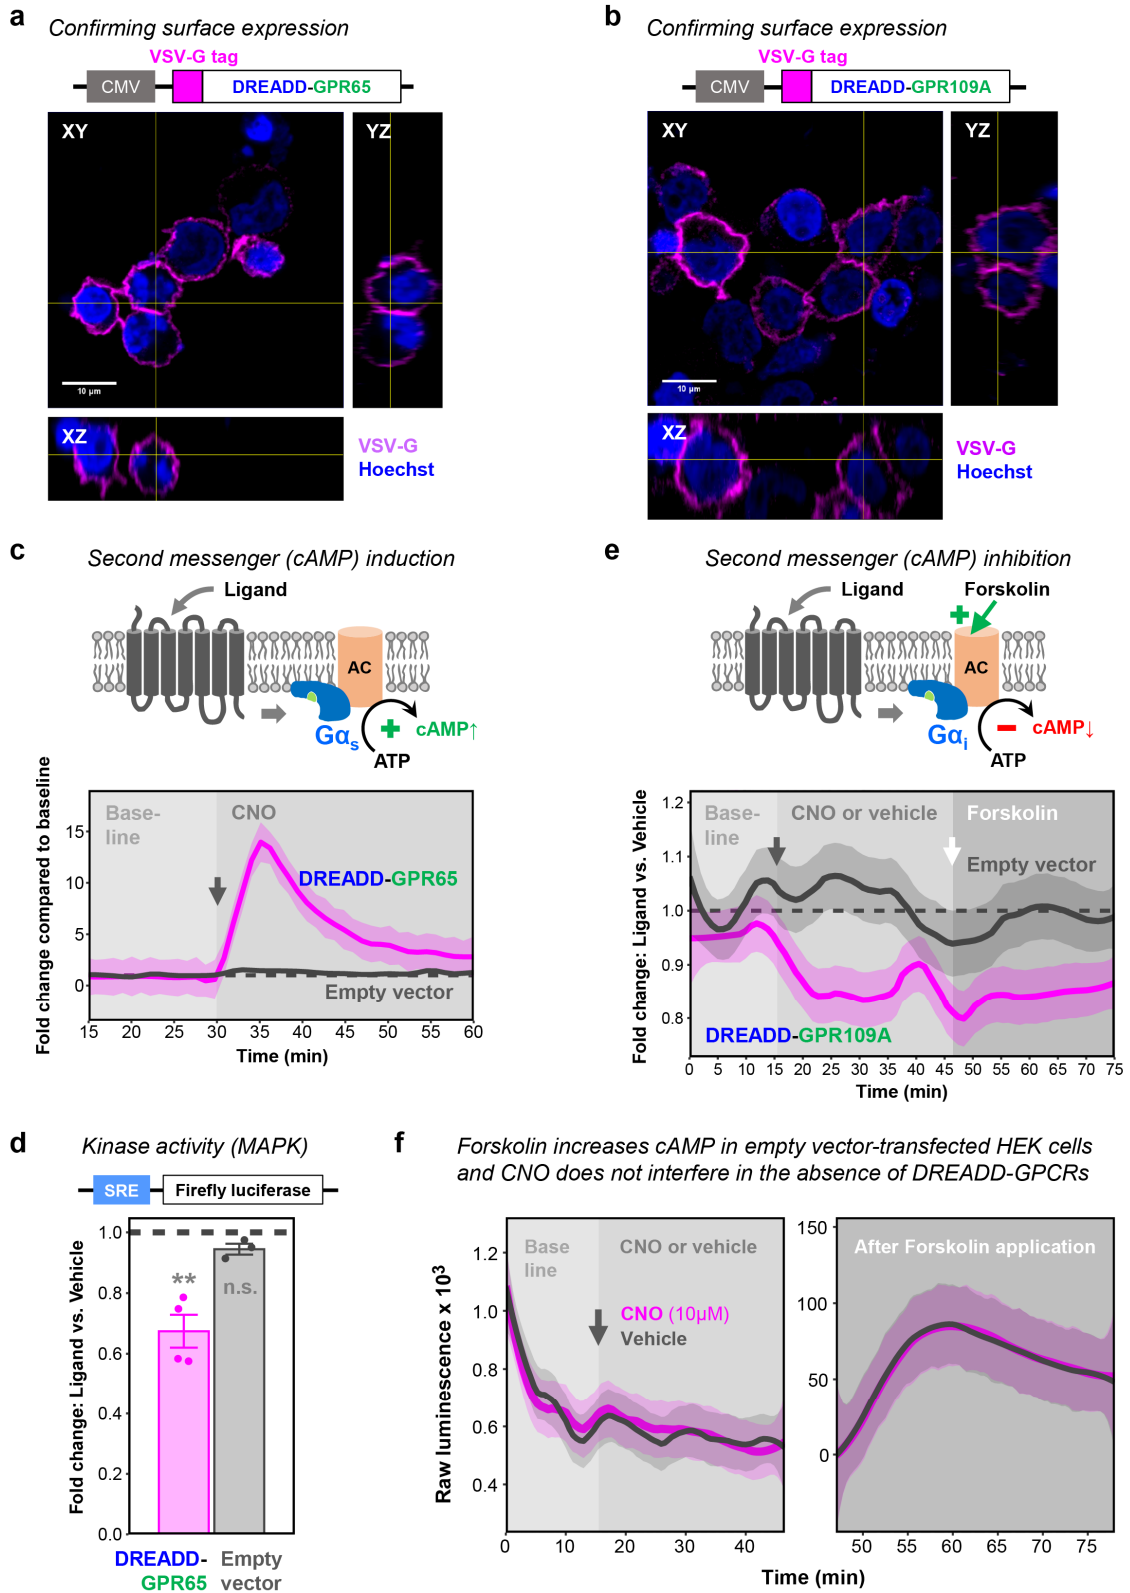 a
Confirming surface expression
VSV-G tag
CMV
DREADD-GPR65
XY
YZ
10 μm
XZ
VSV-G
Hoechst
b
Confirming surface expression
VSV-G tag
CMV
DREADD-GPR109A
XY
YZ
10 μm
XZ
VSV-G
Hoechst
c
Second messenger (cAMP) induction
Ligand
AC
Gαs
+
cAMP↑
ATP
Fold change compared to baseline
Base-
line
CNO
DREADD-GPR65
Empty vector
15
10
5
0
15 20 25 30 35 40 45 50 55 60
Time (min)
e
Second messenger (cAMP) inhibition
Ligand
Forskolin
+
AC
Gαi
−
cAMP↓
ATP
Fold change: Ligand vs. Vehicle
Base-
line
CNO or vehicle
Forskolin
Empty vector
DREADD-GPR109A
1.2
1.1
1.0
0.9
0.8
0 5 10 15 20 25 30 35 40 45 50 55 60 65 70 75
Time (min)
d
Kinase activity (MAPK)
SRE
Firefly luciferase
Fold change: Ligand vs. Vehicle
1.0
0.8
0.6
0.4
0.2
0.0
**
n.s.
DREADD-
GPR65
Empty
vector
f
Forskolin increases cAMP in empty vector-transfected HEK cells
and CNO does not interfere in the absence of DREADD-GPCRs
Raw luminescence x 10³
Base
line
CNO or vehicle
CNO (10μM)
Vehicle
1.2
1.0
0.8
0.6
0.4
0 10 20 30 40
After Forskolin application
150
100
50
0
50 55 60 65 70 75
Time (min)